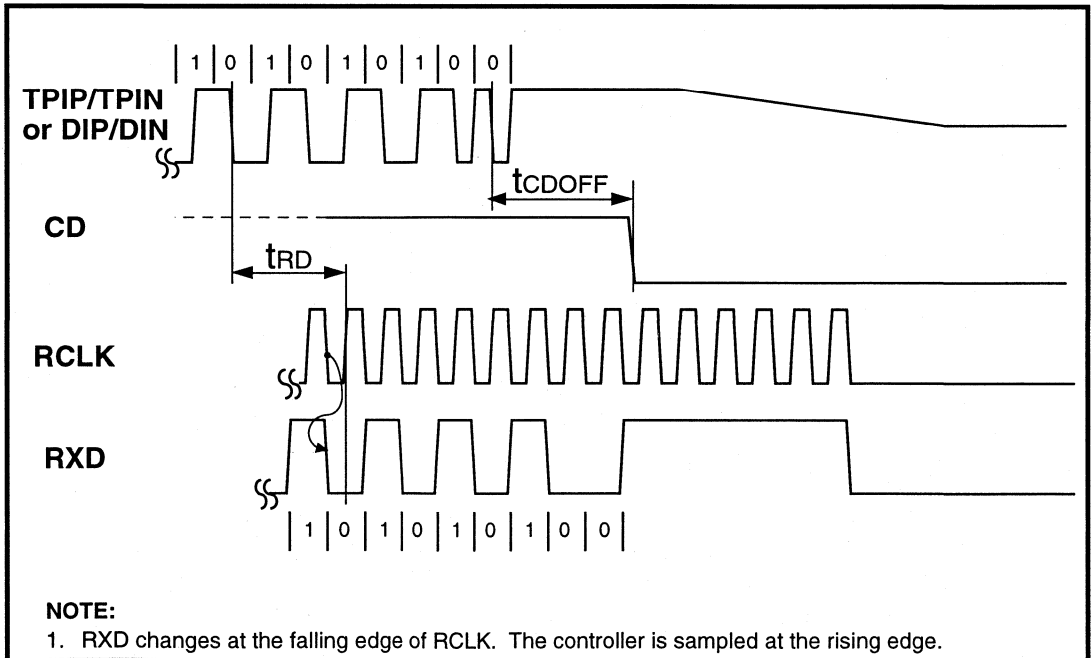 1 0 1 0 1 0 1 0 0
TPIP/TPIN
or DIP/DIN
tCDOFF
CD
tRD
RCLK
RXD
1 0 1 0 1 0 1 0 0
NOTE:
1. RXD changes at the falling edge of RCLK. The controller is sampled at the rising edge.